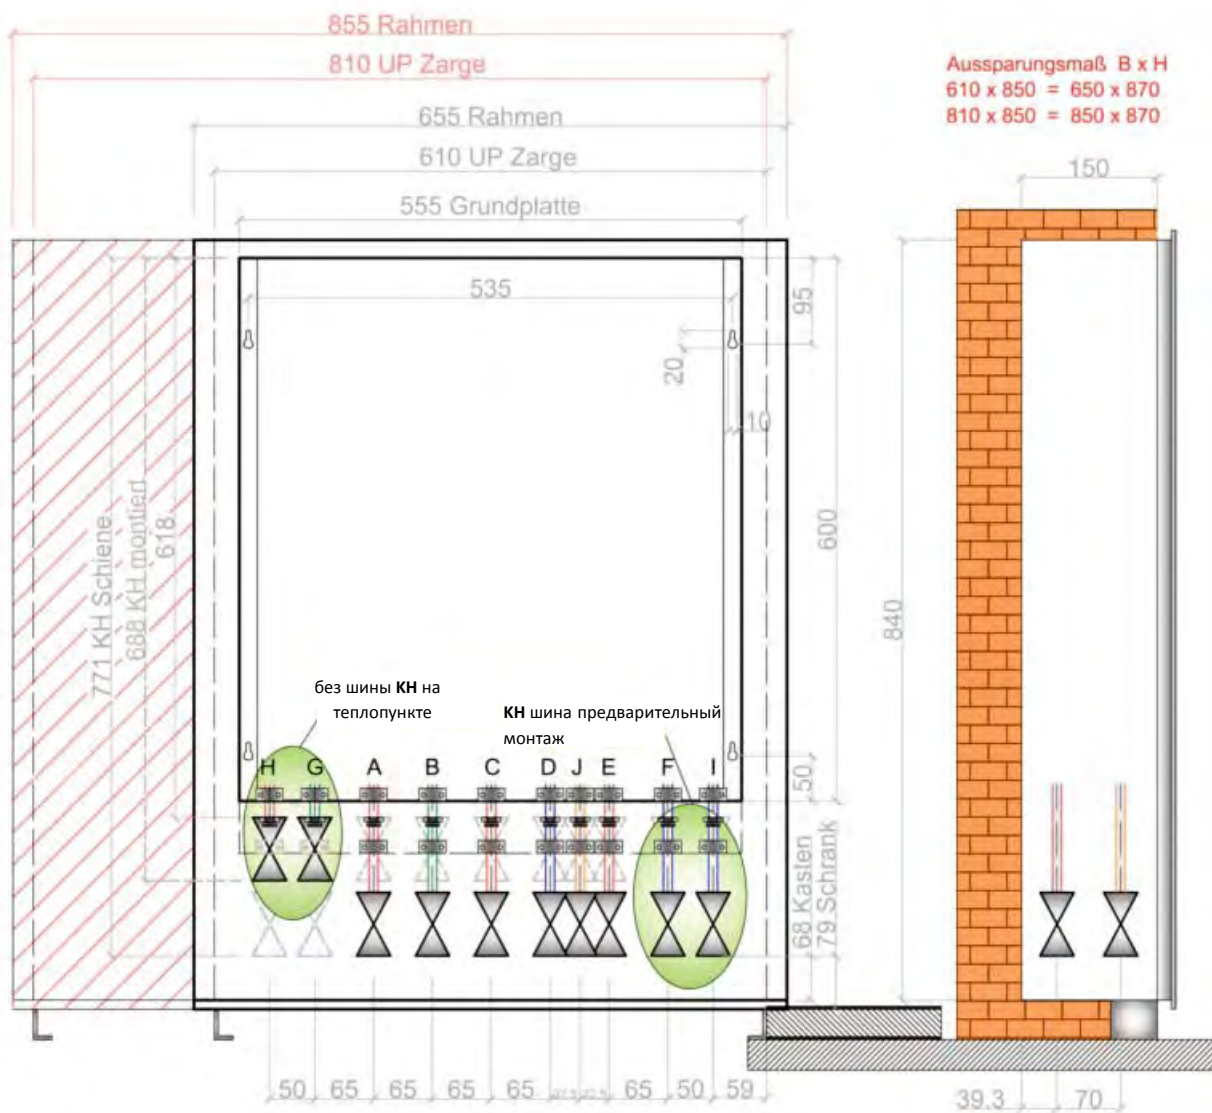 855 Rahmen
810 UP Zarge
655 Rahmen
610 UP Zarge
555 Grundplatte
535
95
20
10
600
771 KH Schiene
688 KH montiert
618
без шины КН на
теплопункте
КН шина предварительный
монтаж
H G A B C D J E F I
50
68 Kasten
79 Schrank
50 65 65 65 65 65 50 59
Aussparungsmaß B x H
610 x 850 = 650 x 870
810 x 850 = 850 x 870
150
840
39.3 70